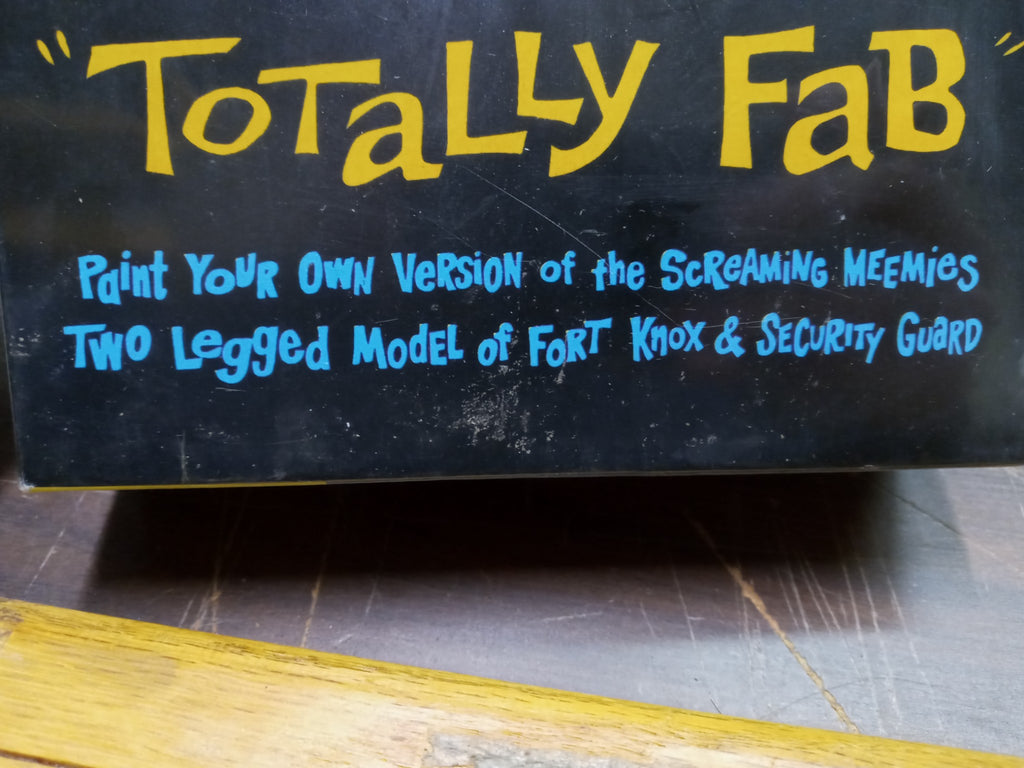 "TOTaLLy FaB"
Paint YOUR OWN VeRSION of the SCReAMING MEEMies
TWO Legged MODEL of FORT KNOX & SECURITY GUARD